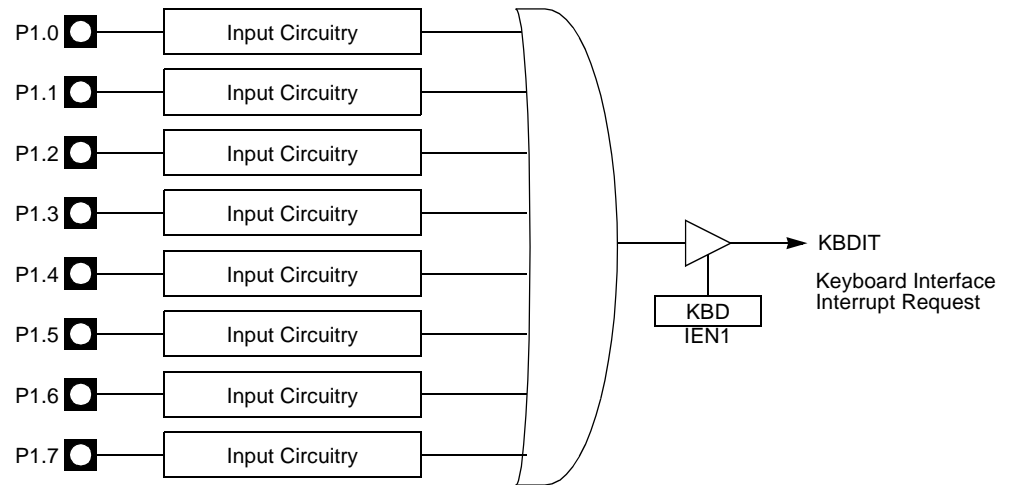 P1.0 Input Circuitry
P1.1 Input Circuitry
P1.2 Input Circuitry
P1.3 Input Circuitry
P1.4 Input Circuitry
P1.5 Input Circuitry
P1.6 Input Circuitry
P1.7 Input Circuitry
KBDIT
Keyboard Interface
Interrupt Request
KBD
IEN1